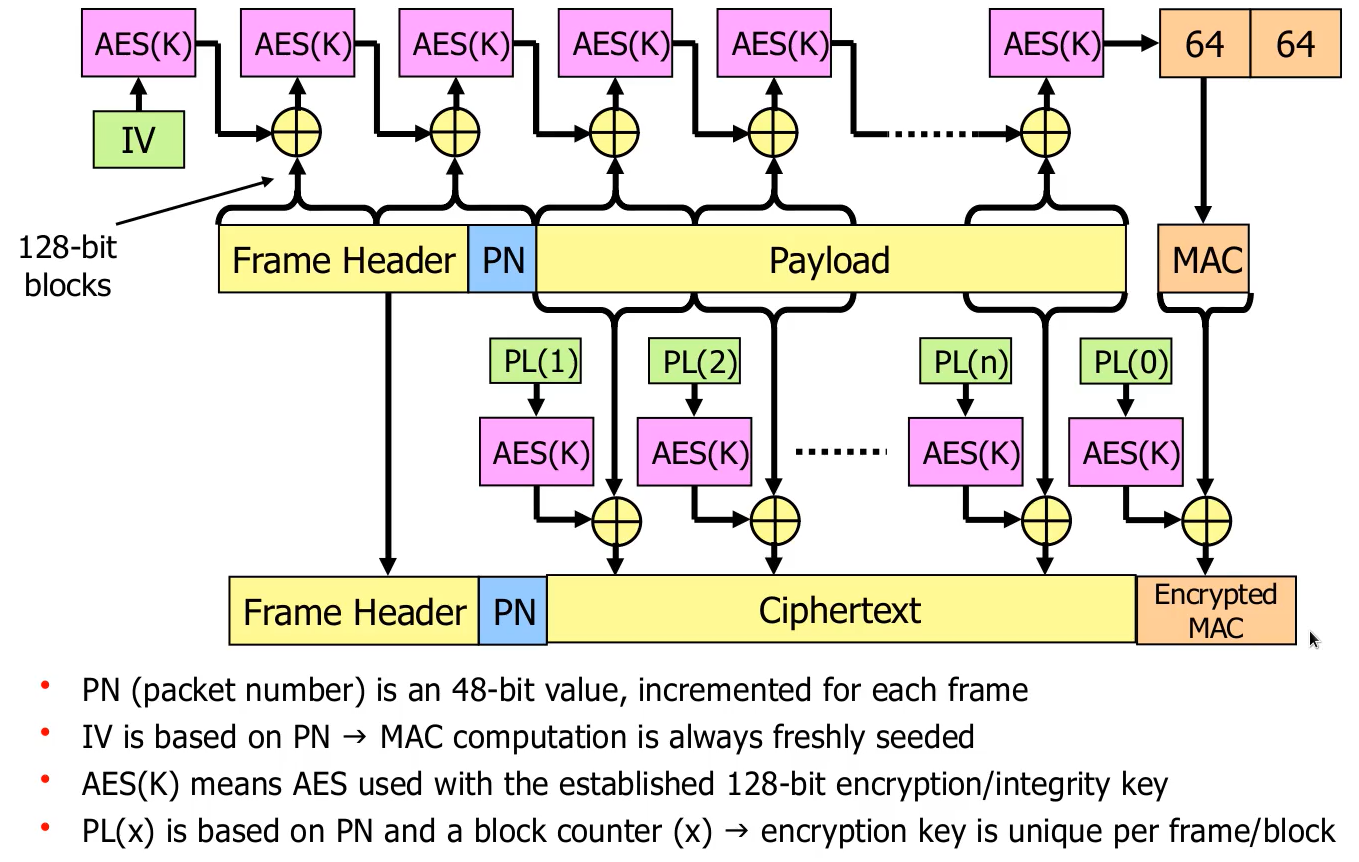 AES(K) AES(K) AES(K) AES(K) AES(K) AES(K) 64 64
IV
128-bit
blocks
Frame Header PN Payload MAC
PL(1) PL(2) PL(n) PL(0)
AES(K) AES(K) AES(K) AES(K)
Frame Header PN Ciphertext Encrypted
MAC
• PN (packet number) is an 48-bit value, incremented for each frame
• IV is based on PN → MAC computation is always freshly seeded
• AES(K) means AES used with the established 128-bit encryption/integrity key
• PL(x) is based on PN and a block counter (x) → encryption key is unique per frame/block